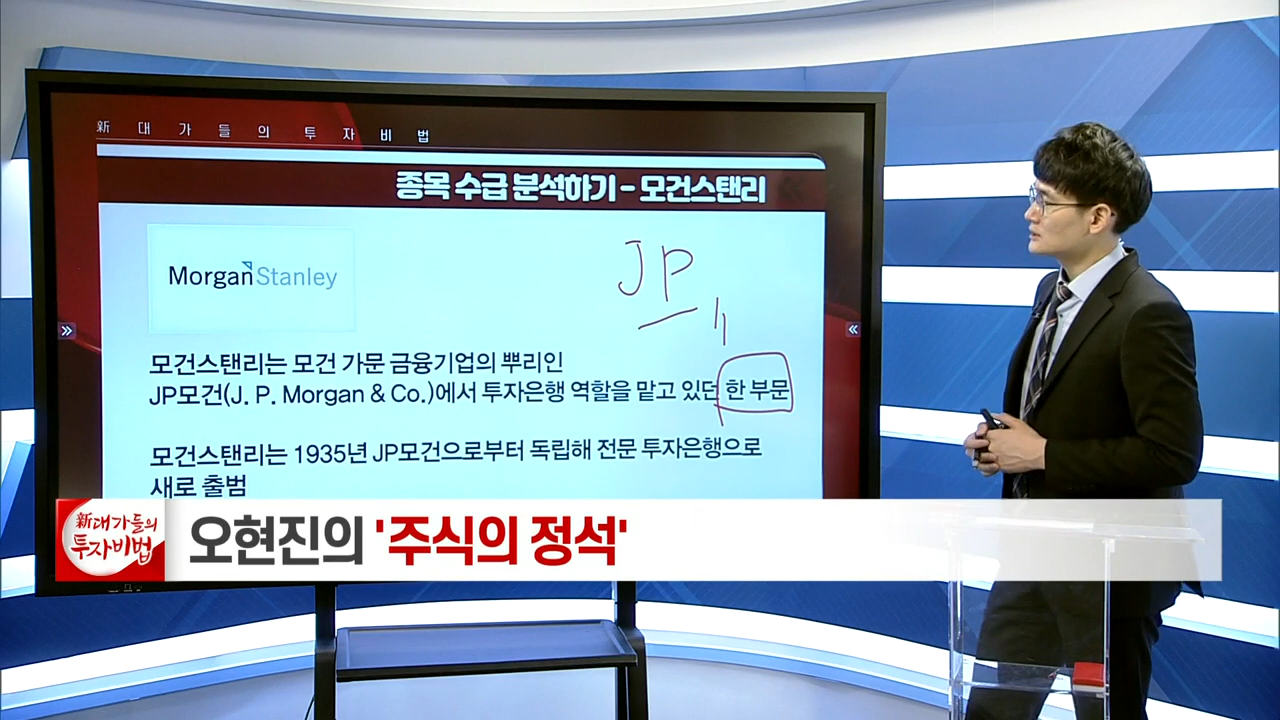 新 대 가 들 의 투 자 비 법
종목 수급 분석하기 - 모건스탠리
Morgan Stanley
JP
모건스탠리는 모건 가문 금융기업의 뿌리인
JP모건(J. P. Morgan & Co.)에서 투자은행 역할을 맡고 있던 한 부문
모건스탠리는 1935년 JP모건으로부터 독립해 전문 투자은행으로
새로 출범
新대가들의
투자비법
오현진의 '주식의 정석'